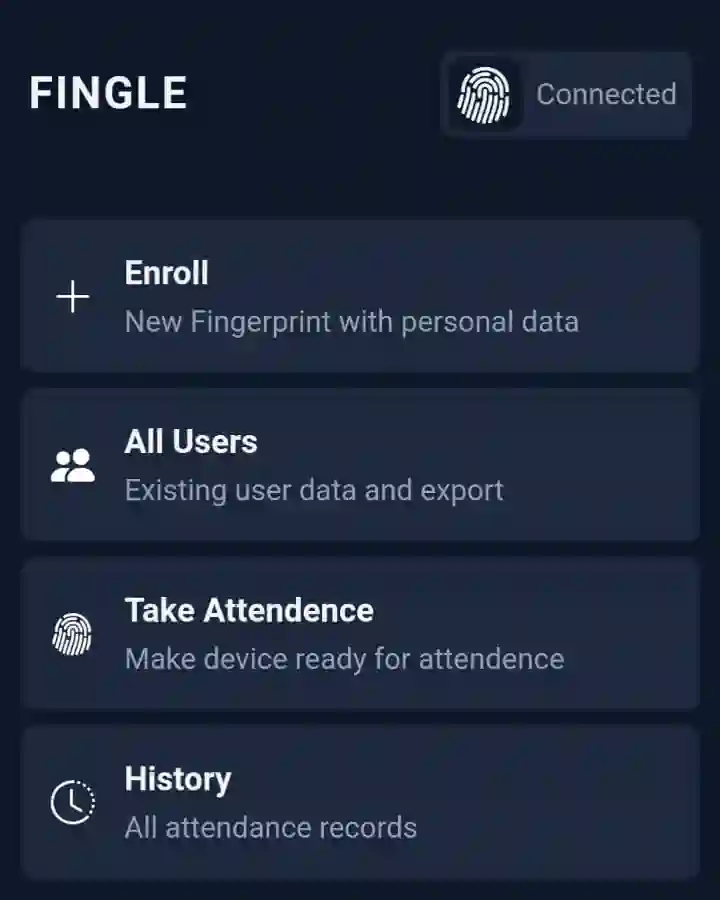 FINGLE
Connected
Enroll
New Fingerprint with personal data
All Users
Existing user data and export
Take Attendence
Make device ready for attendence
History
All attendance records